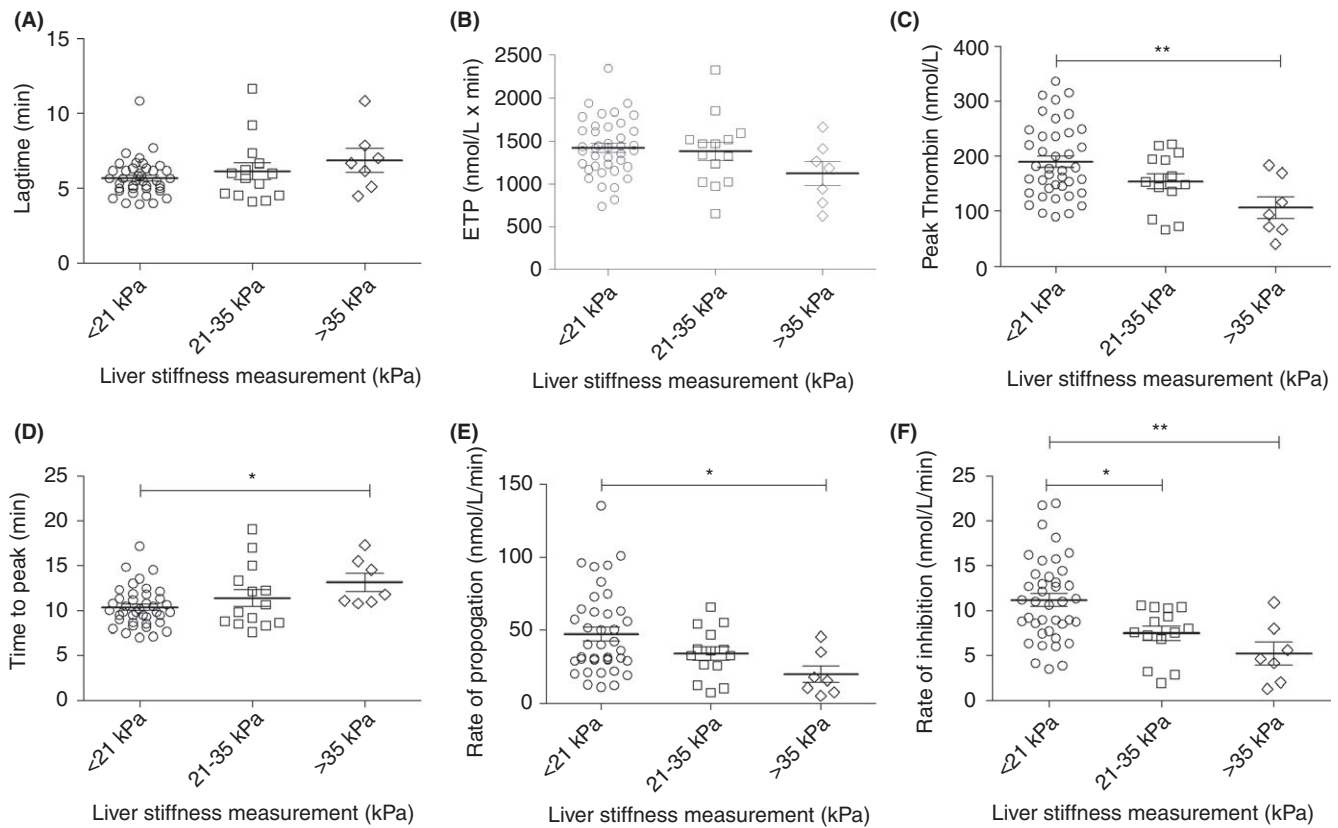 (A)
Lagtime (min)
15
10
5
0
<21 kPa
21-35 kPa
>35 kPa
Liver stiffness measurement (kPa)
(B)
ETP (nmol/L x min)
2500
2000
1500
1000
500
0
<21 kPa
21-35 kPa
>35 kPa
Liver stiffness measurement (kPa)
(C)
Peak Thrombin (nmol/L)
400
300
200
100
0
**
<21 kPa
21-35 kPa
>35 kPa
Liver stiffness measurement (kPa)
(D)
Time to peak (min)
25
20
15
10
5
0
*
<21 kPa
21-35 kPa
>35 kPa
Liver stiffness measurement (kPa)
(E)
Rate of propogation (nmol/L/min)
150
100
50
0
*
<21 kPa
21-35 kPa
>35 kPa
Liver stiffness measurement (kPa)
(F)
Rate of inhibition (nmol/L/min)
25
20
15
10
5
0
**
*
<21 kPa
21-35 kPa
>35 kPa
Liver stiffness measurement (kPa)